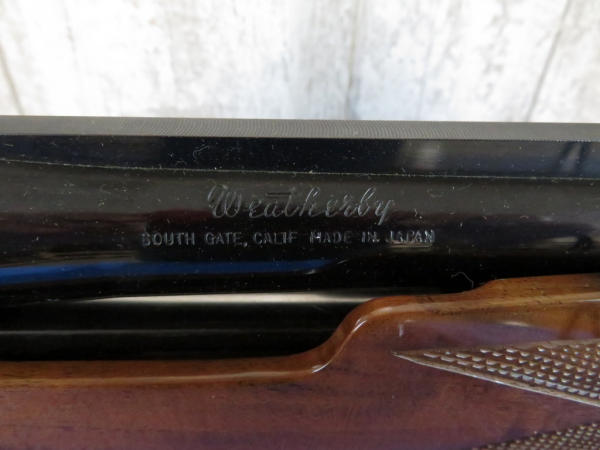 Weatherby
SOUTH GATE, CALIF MADE IN JAPAN